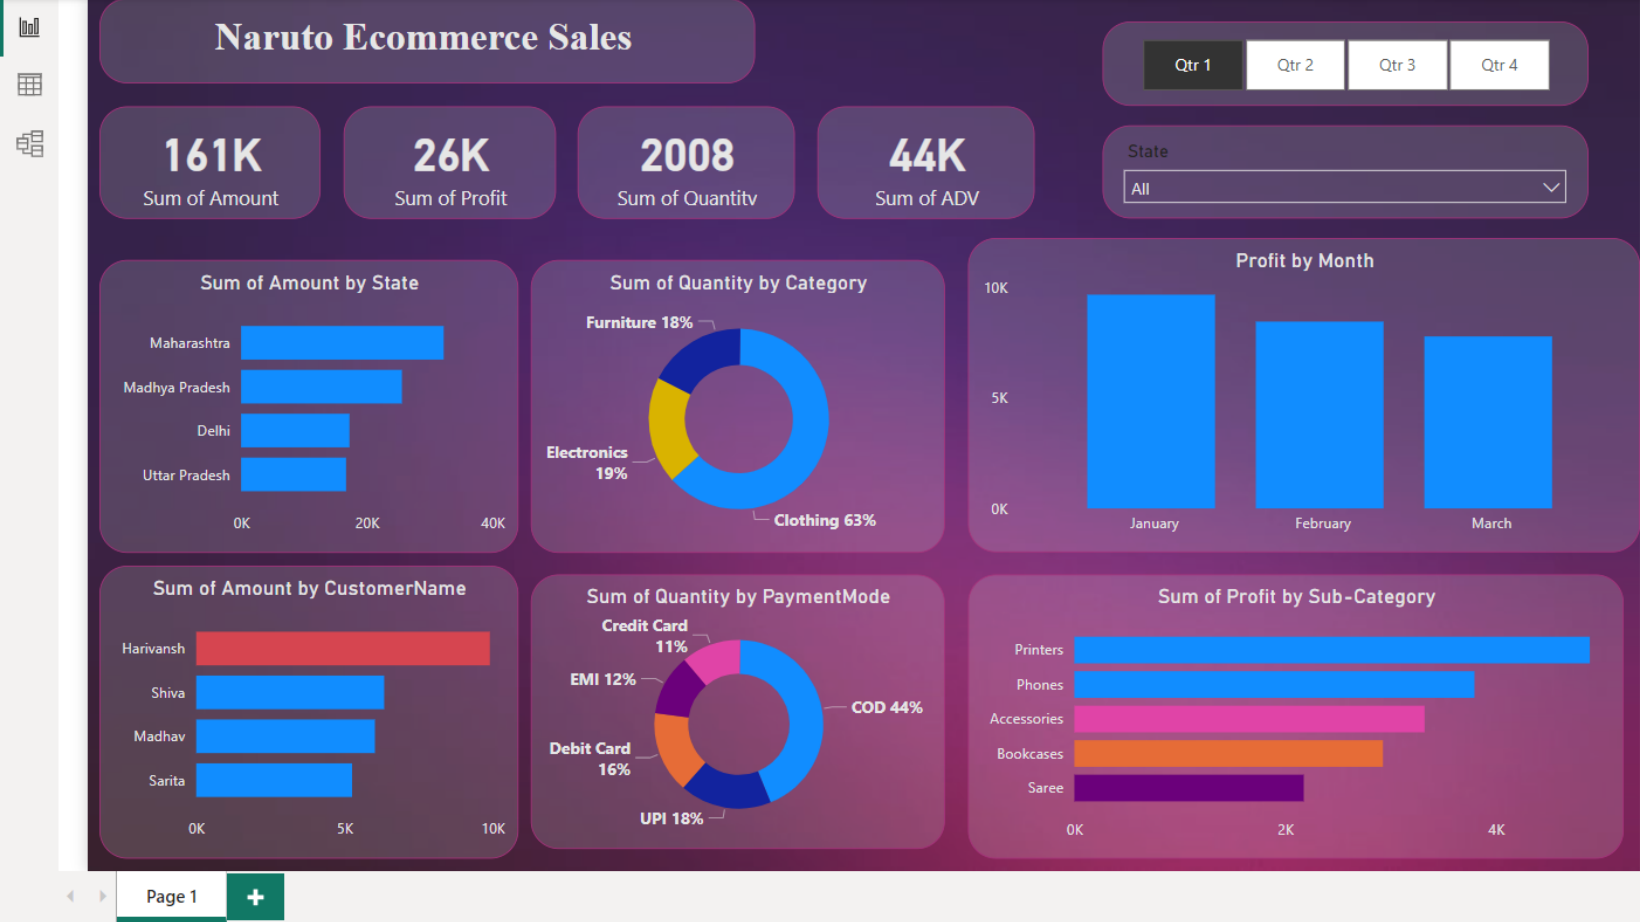 Naruto Ecommerce Sales
Qtr 1
Qtr 2
Qtr 3
Qtr 4
161K
Sum of Amount
26K
Sum of Profit
2008
Sum of Quantity
44K
Sum of ADV
State
All
Sum of Amount by State
Maharashtra
Madhya Pradesh
Delhi
Uttar Pradesh
0K
20K
40K
Sum of Quantity by Category
Furniture 18%
Electronics
19%
Clothing 63%
Profit by Month
10K
5K
0K
January
February
March
Sum of Amount by CustomerName
Harivansh
Shiva
Madhav
Sarita
0K
5K
10K
Sum of Quantity by PaymentMode
Credit Card
11%
EMI 12%
COD 44%
Debit Card
16%
UPI 18%
Sum of Profit by Sub-Category
Printers
Phones
Accessories
Bookcases
Saree
0K
2K
4K
Page 1